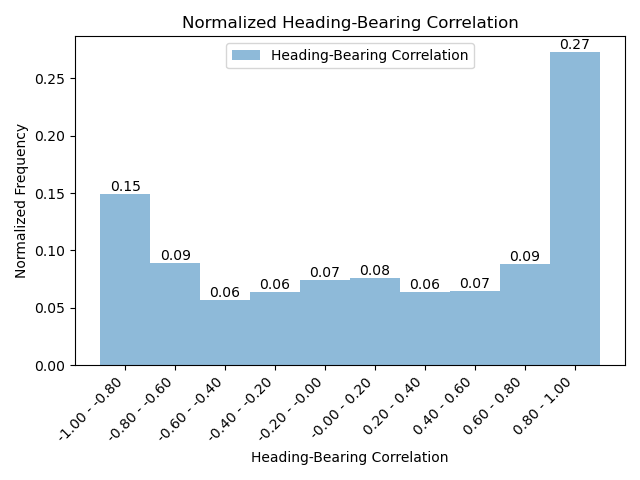 Normalized Heading-Bearing Correlation
Heading-Bearing Correlation
0.27
0.15
0.09
0.06
0.06
0.07
0.08
0.06
0.07
0.09
Normalized Frequency
0.25
0.20
0.15
0.10
0.05
0.00
-1.00 - -0.80
-0.80 - -0.60
-0.60 - -0.40
-0.40 - -0.20
-0.20 - -0.00
-0.00 - 0.20
0.20 - 0.40
0.40 - 0.60
0.60 - 0.80
0.80 - 1.00
Heading-Bearing Correlation